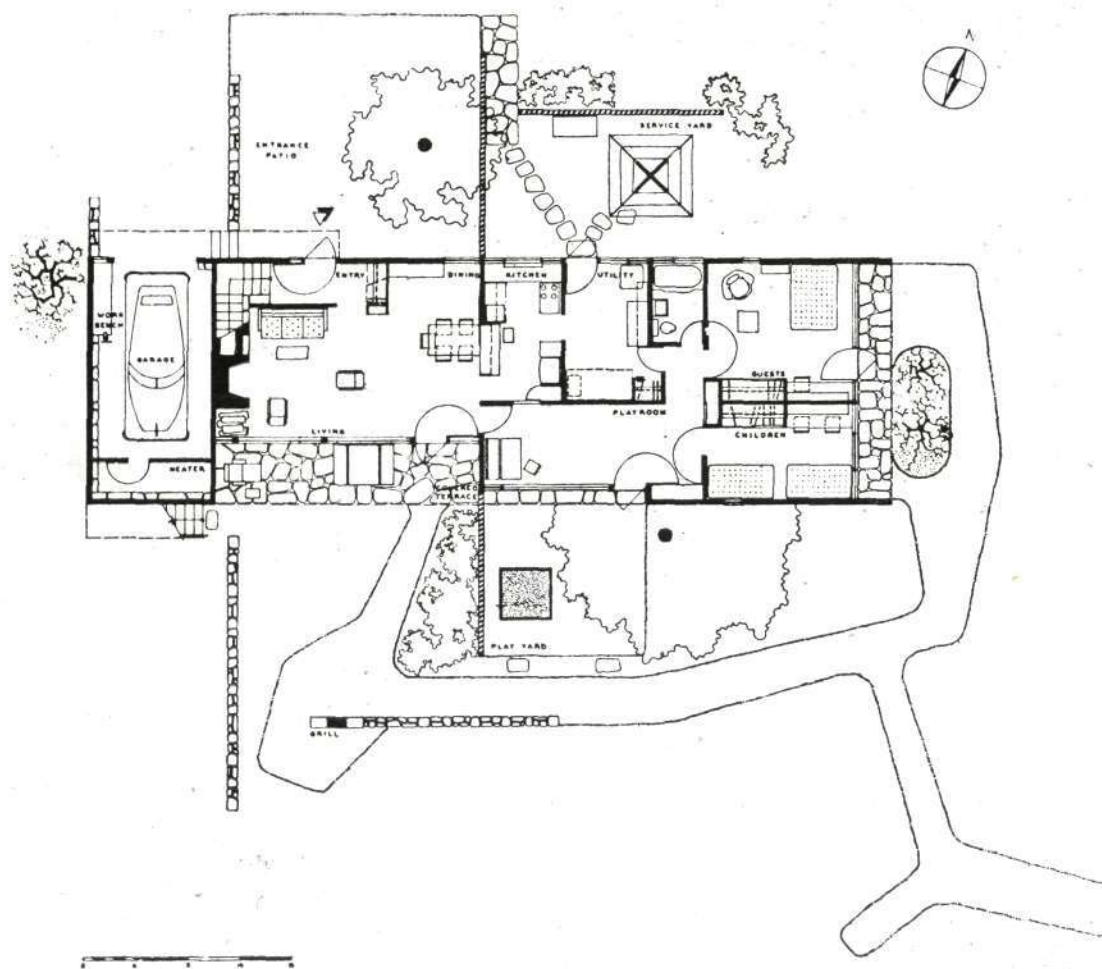 SERVICE YARD
ENTRANCE
PATIO
ENTRY
DINING
KITCHEN
UTILITY
WORK
BENCH
GARAGE
GUESTS
PLAYROOM
LIVING
CHILDREN
HEATER
COVERED
TERRACE
PLAY YARD
GRILL